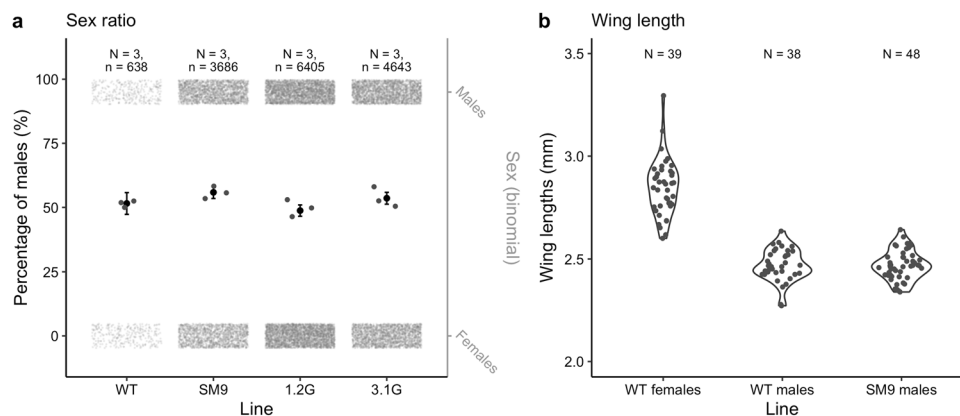 a
Sex ratio
N = 3,
n = 638
N = 3,
n = 3686
N = 3,
n = 6405
N = 3,
n = 4643
Percentage of males (%)
100
75
50
25
0
WT
SM9
1.2G
3.1G
Line
Males
Females
Sex (binomial)
b
Wing length
N = 39
N = 38
N = 48
Wing lengths (mm)
3.5
3.0
2.5
2.0
WT females
WT males
SM9 males
Line